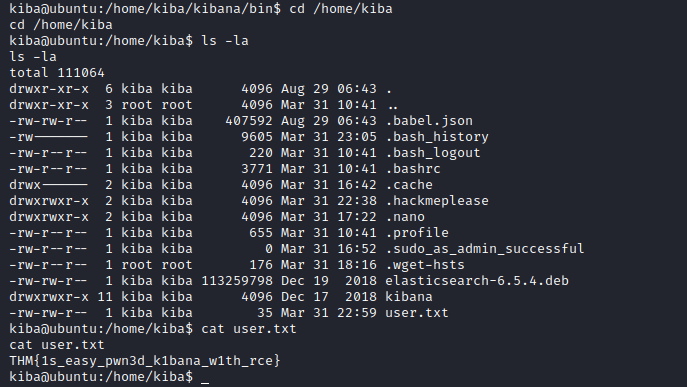 kiba@ubuntu:/home/kiba/kibana/bin$ cd /home/kiba
cd /home/kiba
kiba@ubuntu:/home/kiba$ ls -la
ls -la
total 111064
drwxr-xr-x  6 kiba kiba      4096 Aug 29 06:43 .
drwxr-xr-x  3 root root      4096 Mar 31 10:41 ..
-rw-rw-r--  1 kiba kiba    407592 Aug 29 06:43 .babel.json
-rw-------  1 kiba kiba      9605 Mar 31 23:05 .bash_history
-rw-r--r--  1 kiba kiba       220 Mar 31 10:41 .bash_logout
-rw-r--r--  1 kiba kiba      3771 Mar 31 10:41 .bashrc
drwx------  2 kiba kiba      4096 Mar 31 16:42 .cache
drwxrwxr-x  2 kiba kiba      4096 Mar 31 22:38 .hackmeplease
drwxrwxr-x  2 kiba kiba      4096 Mar 31 17:22 .nano
-rw-r--r--  1 kiba kiba       655 Mar 31 10:41 .profile
-rw-r--r--  1 kiba kiba         0 Mar 31 16:52 .sudo_as_admin_successful
-rw-r--r--  1 root root       176 Mar 31 18:16 .wget-hsts
-rw-rw-r--  1 kiba kiba 113259798 Dec 19  2018 elasticsearch-6.5.4.deb
drwxrwxr-x 11 kiba kiba      4096 Dec 17  2018 kibana
-rw-rw-r--  1 kiba kiba        35 Mar 31 22:59 user.txt
kiba@ubuntu:/home/kiba$ cat user.txt
cat user.txt
THM{1s_easy_pwn3d_k1bana_w1th_rce}
kiba@ubuntu:/home/kiba$ _